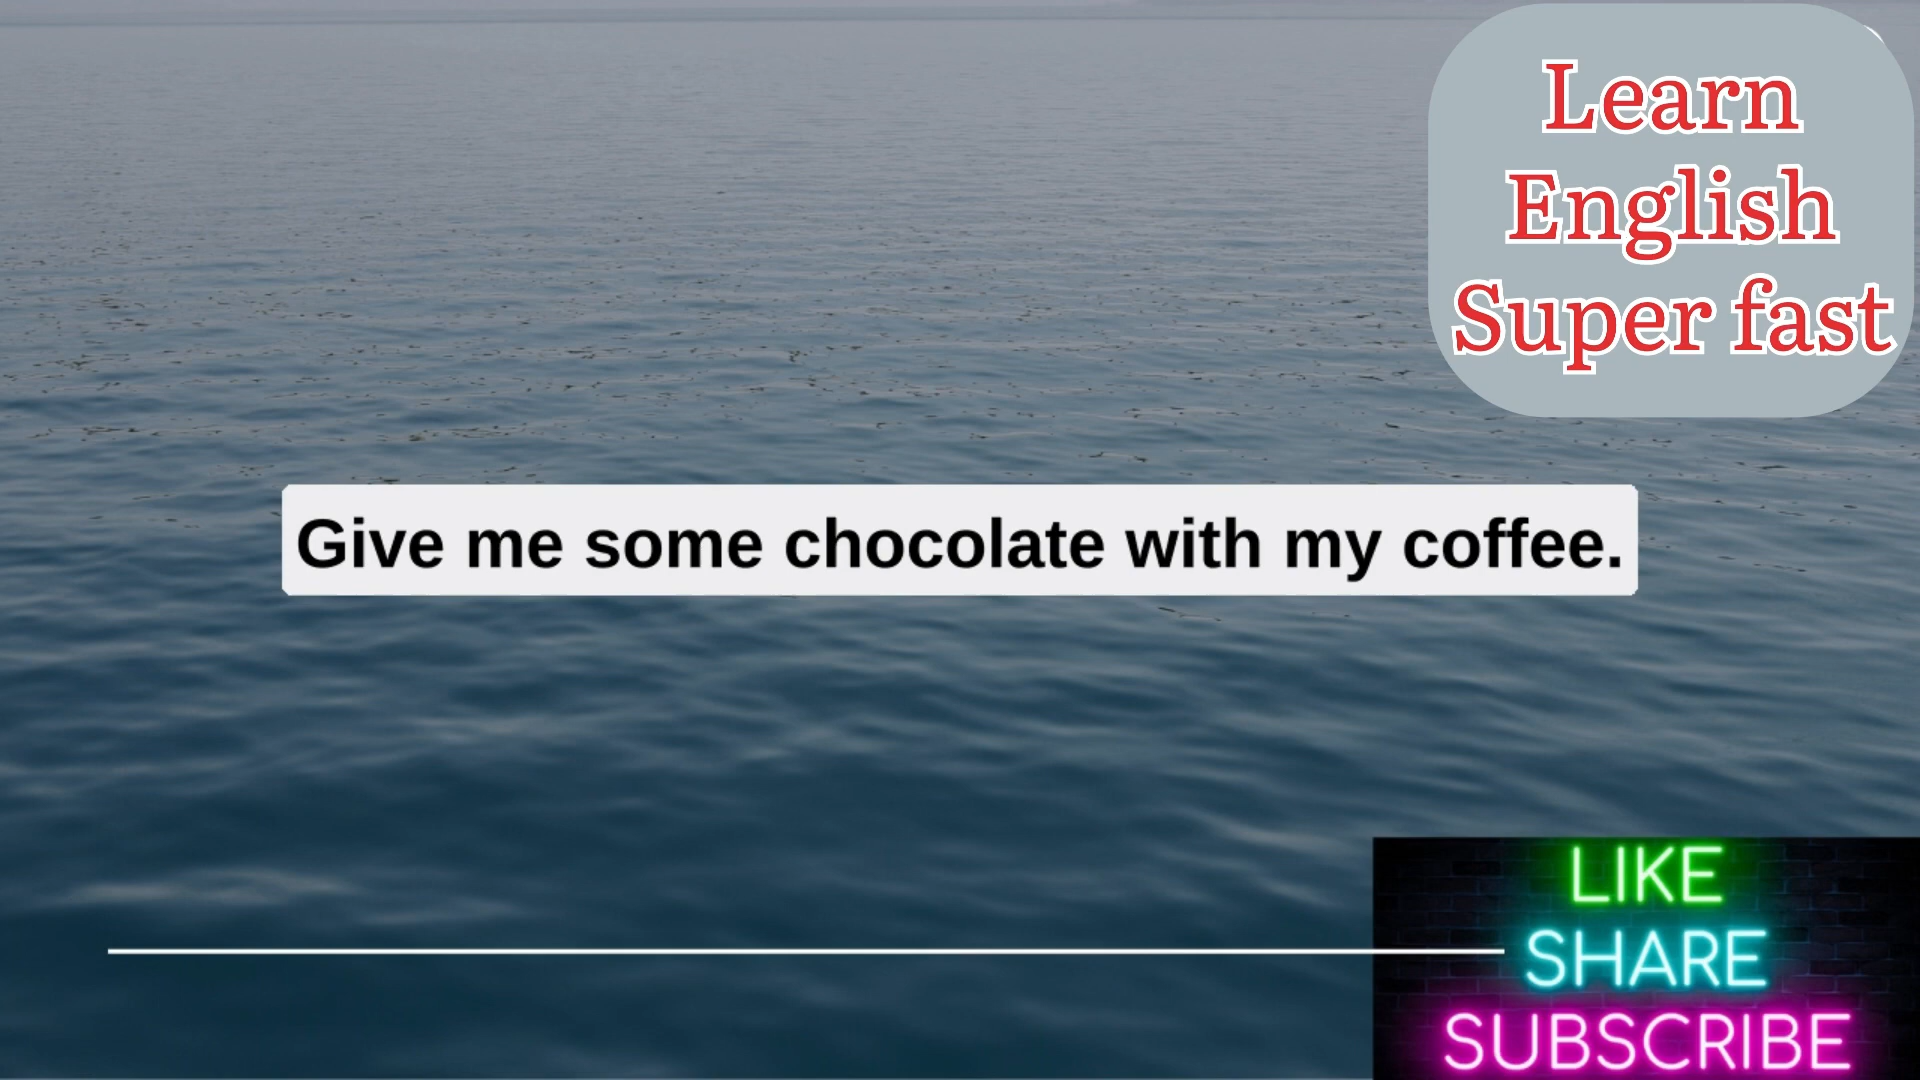 Learn
English
Super fast
Give me some chocolate with my coffee.
LIKE
SHARE
SUBSCRIBE